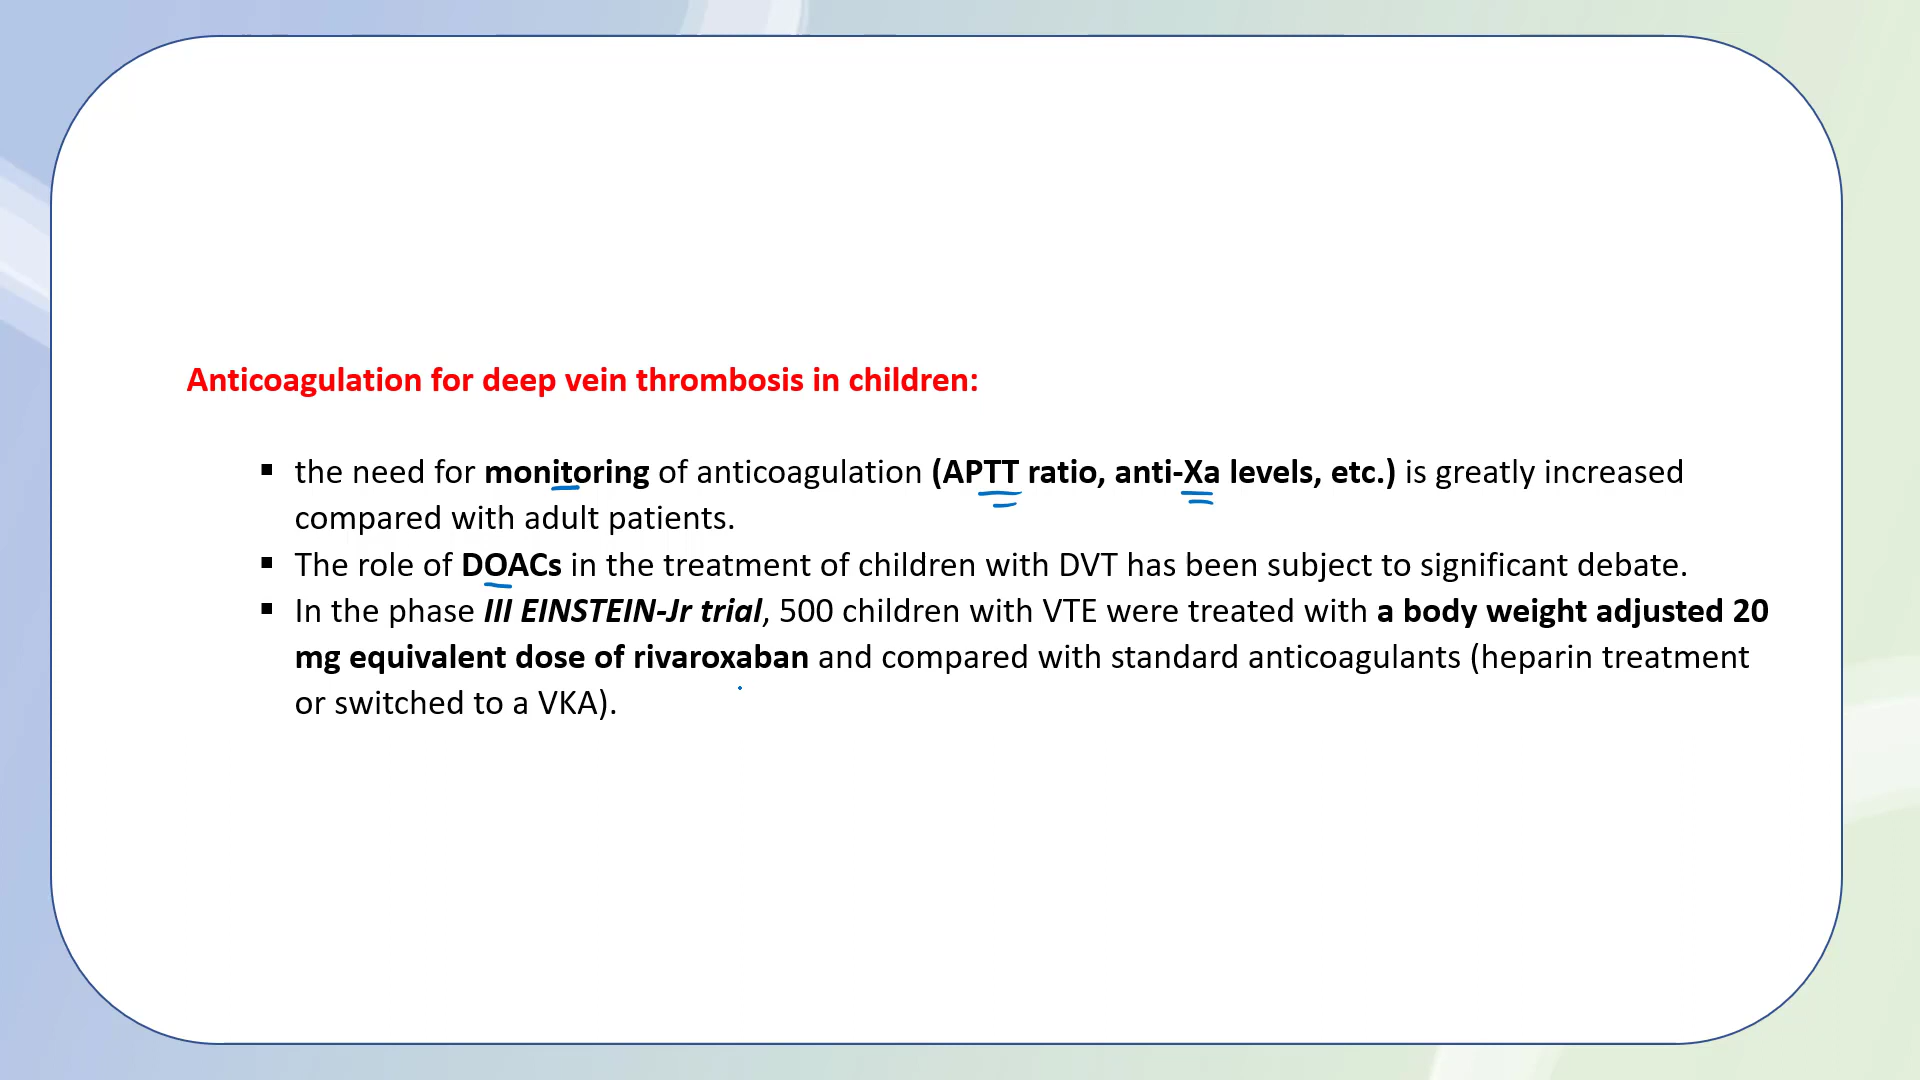 Anticoagulation for deep vein thrombosis in children:
▪ the need for monitoring of anticoagulation (APTT ratio, anti-Xa levels, etc.) is greatly increased
compared with adult patients.
▪ The role of DOACs in the treatment of children with DVT has been subject to significant debate.
▪ In the phase III EINSTEIN-Jr trial, 500 children with VTE were treated with a body weight adjusted 20
mg equivalent dose of rivaroxaban and compared with standard anticoagulants (heparin treatment
or switched to a VKA).